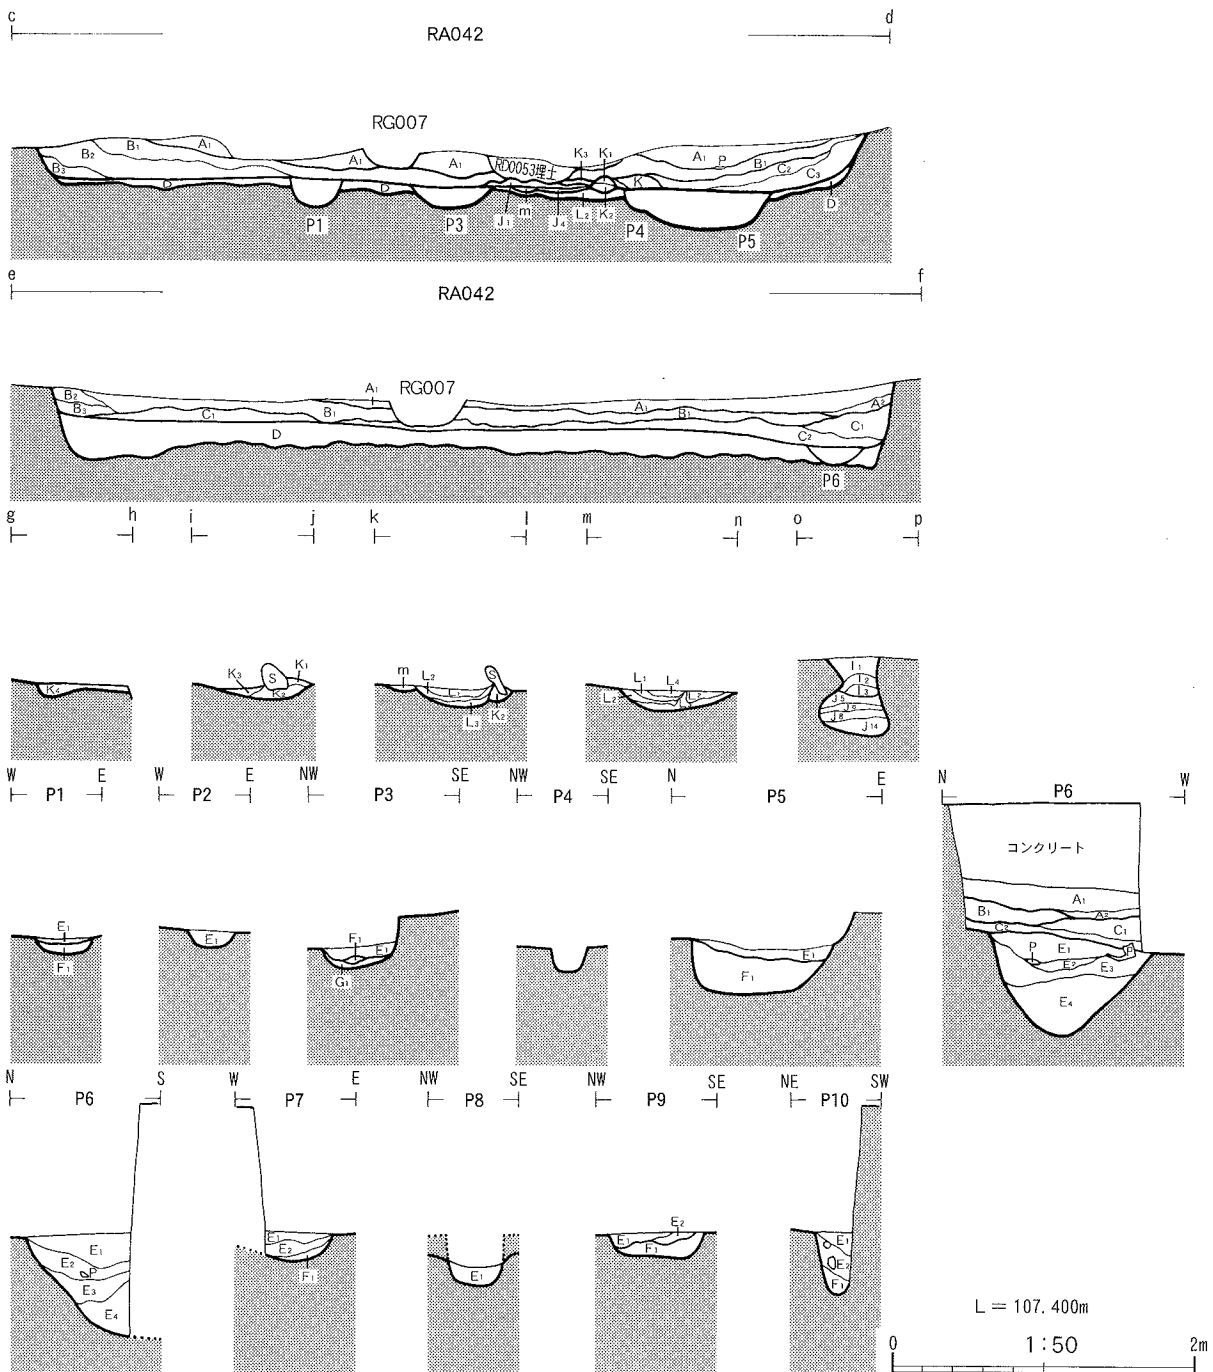 c d
RA042
RG007
B3 B2 B1 A1 A1 A1 RD0053埋土 K3 K1 A1 P B1 C2 C3
D D K D
J1 m J4 L2 K2
P1 P3 P4 P5
e f
RA042
RG007
B2 B3 C1 A1 B1 A1 B1 A2 C1 C2
D
P6
g h i j k l m n o p
K4 K3 S K1 K2 m L2 L1 S L3 K2 L1 L4 L2 L2 I1 I2 I3 J5 J6 J8 J14
W E W E NW SE NW SE N E N W
P1 P2 P3 P4 P5 P6
コンクリート
A1
B1 A2
C2 C1
E1 F1 E1 F1 E1 G1 E1 F1 P E1 P E2 E3 E4
N S W E NW SE NW SE NE SW
P6 P7 P8 P9 P10
E1 E2 P E3 E4 E1 E2 F1 E1 E1 E2 F1 E1 E2 F1
L = 107.400m
0 1:50 2m